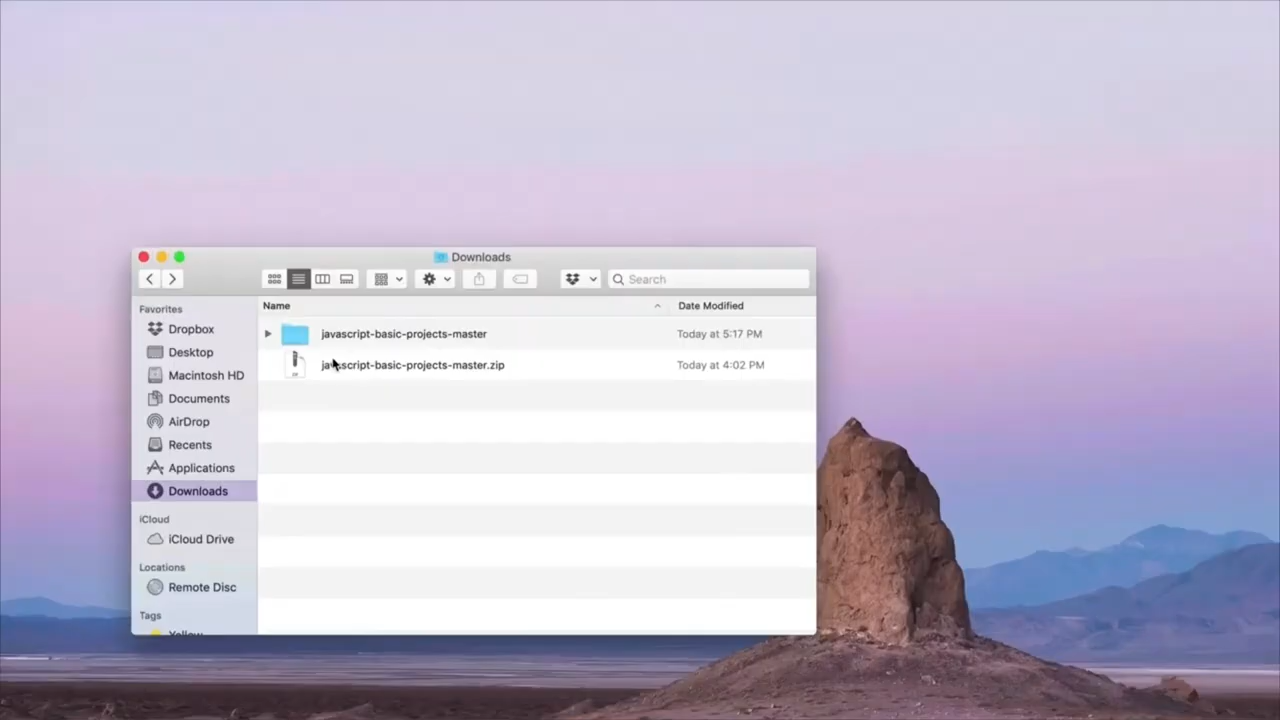 Downloads
Search
Favorites
Dropbox
Desktop
Macintosh HD
Documents
AirDrop
Recents
Applications
Downloads
iCloud
iCloud Drive
Locations
Remote Disc
Tags
Yellow
Name Date Modified
javascript-basic-projects-master Today at 5:17 PM
javascript-basic-projects-master.zip Today at 4:02 PM